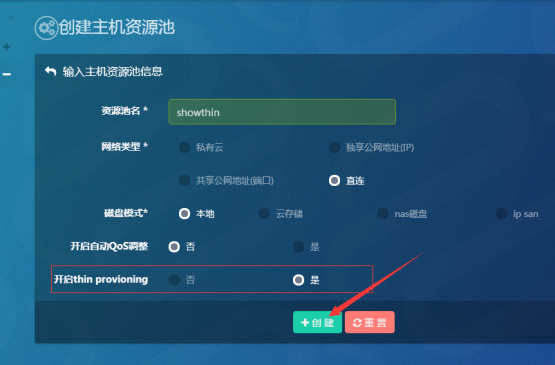 创建主机资源池
输入主机资源池信息
资源池名 * showthin
网络类型 * 私有云 独享公网地址(IP)
共享公网地址(端口) 直连
磁盘模式* 本地 云存储 nas磁盘 ip san
开启自动QoS调整 否 是
开启thin provioning 否 是
创建 重置